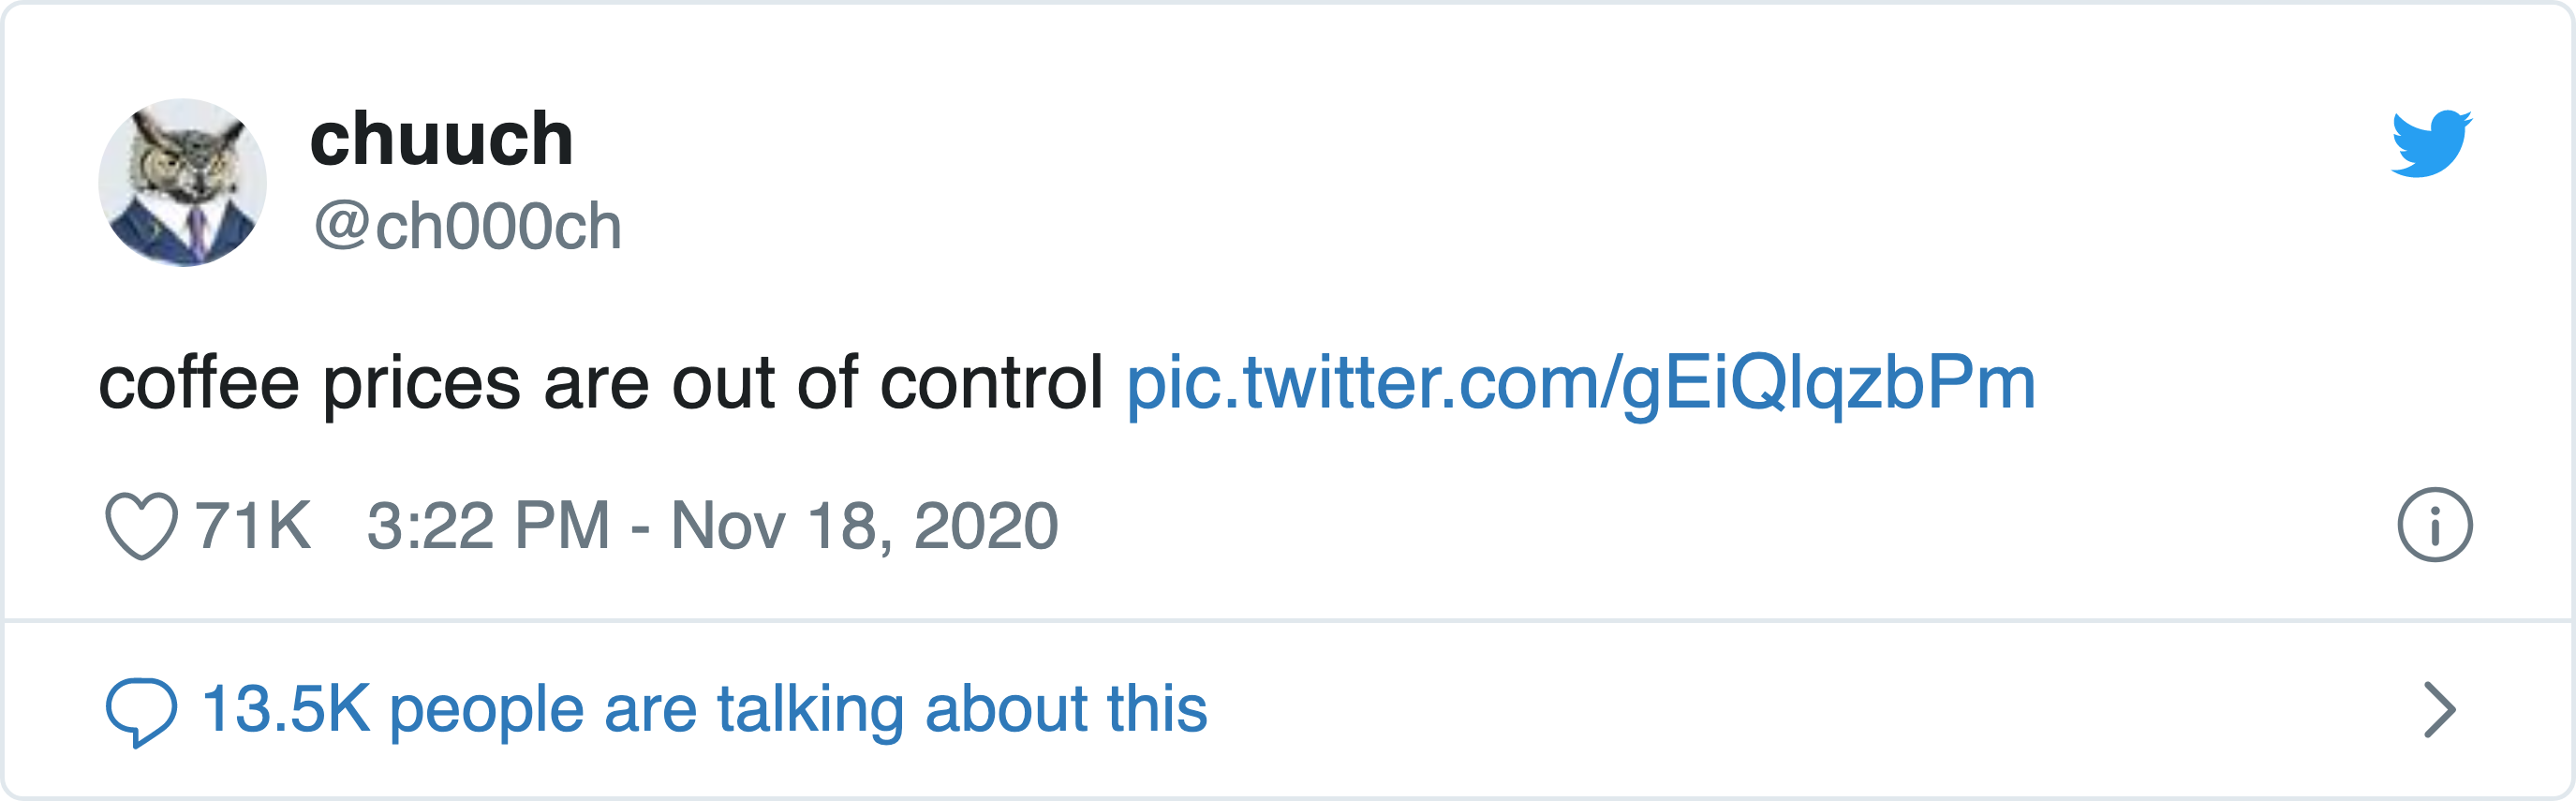 chuuch
@ch000ch
coffee prices are out of control pic.twitter.com/gEiQlqzbPm
71K 3:22 PM - Nov 18, 2020
13.5K people are talking about this